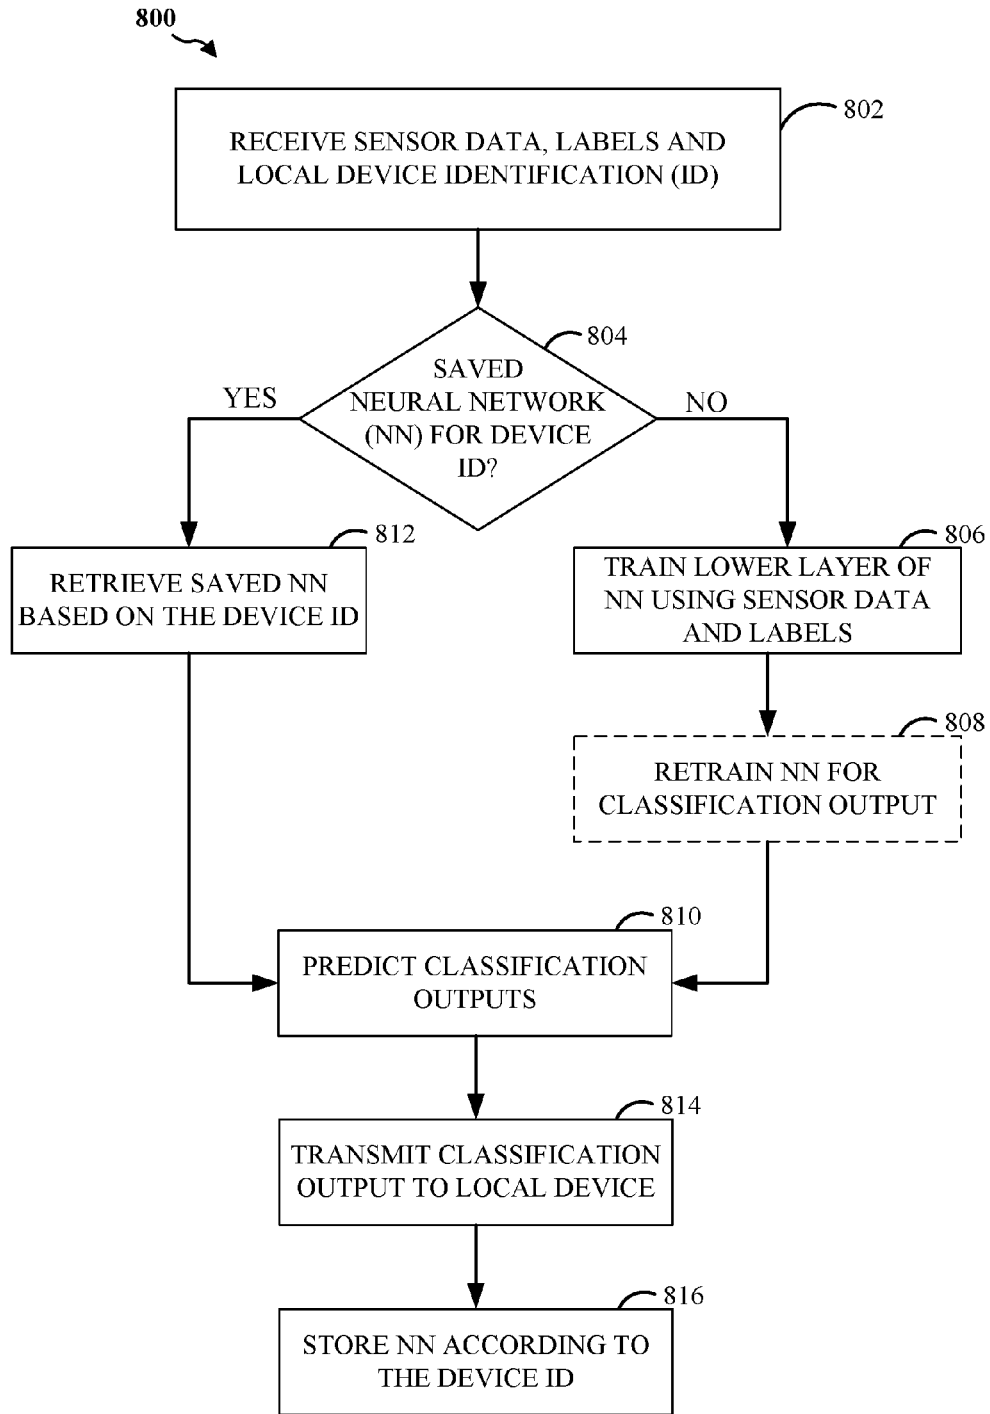 800
802
RECEIVE SENSOR DATA, LABELS AND
LOCAL DEVICE IDENTIFICATION (ID)
804
SAVED
NEURAL NETWORK
(NN) FOR DEVICE
ID?
YES
NO
812
RETRIEVE SAVED NN
BASED ON THE DEVICE ID
806
TRAIN LOWER LAYER OF
NN USING SENSOR DATA
AND LABELS
808
RETRAIN NN FOR
CLASSIFICATION OUTPUT
810
PREDICT CLASSIFICATION
OUTPUTS
814
TRANSMIT CLASSIFICATION
OUTPUT TO LOCAL DEVICE
816
STORE NN ACCORDING TO
THE DEVICE ID